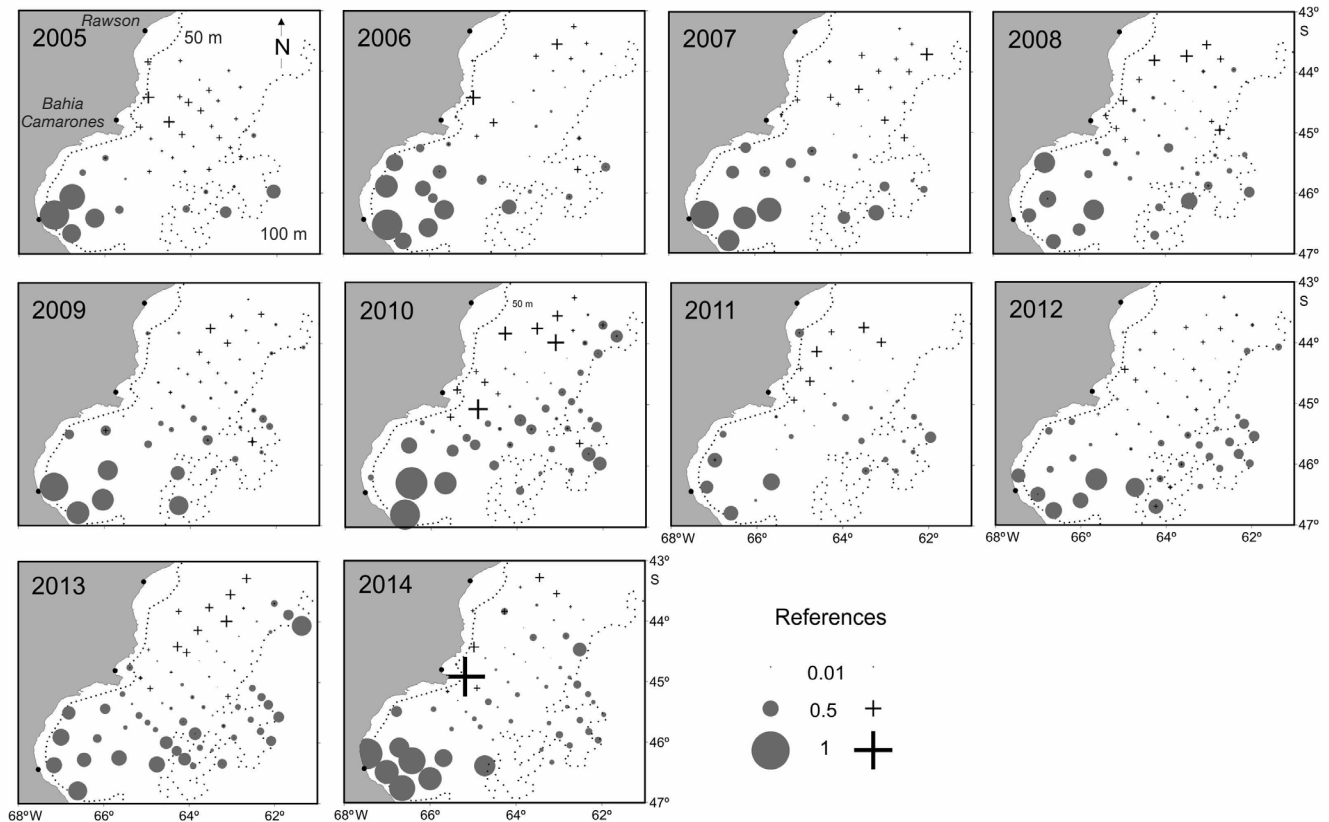 Rawson
2005
50 m
N
Bahia
Camarones
100 m
2006
2007
2008
43º
S
44º
45º
46º
47º
2009
2010
50 m
2011
2012
43º
S
44º
45º
46º
47º
68ºW 66º 64º 62º
68ºW 66º 64º 62º
2013
2014
43º
S
44º
45º
46º
47º
68ºW 66º 64º 62º
68ºW 66º 64º 62º
References
0.01
0.5
1